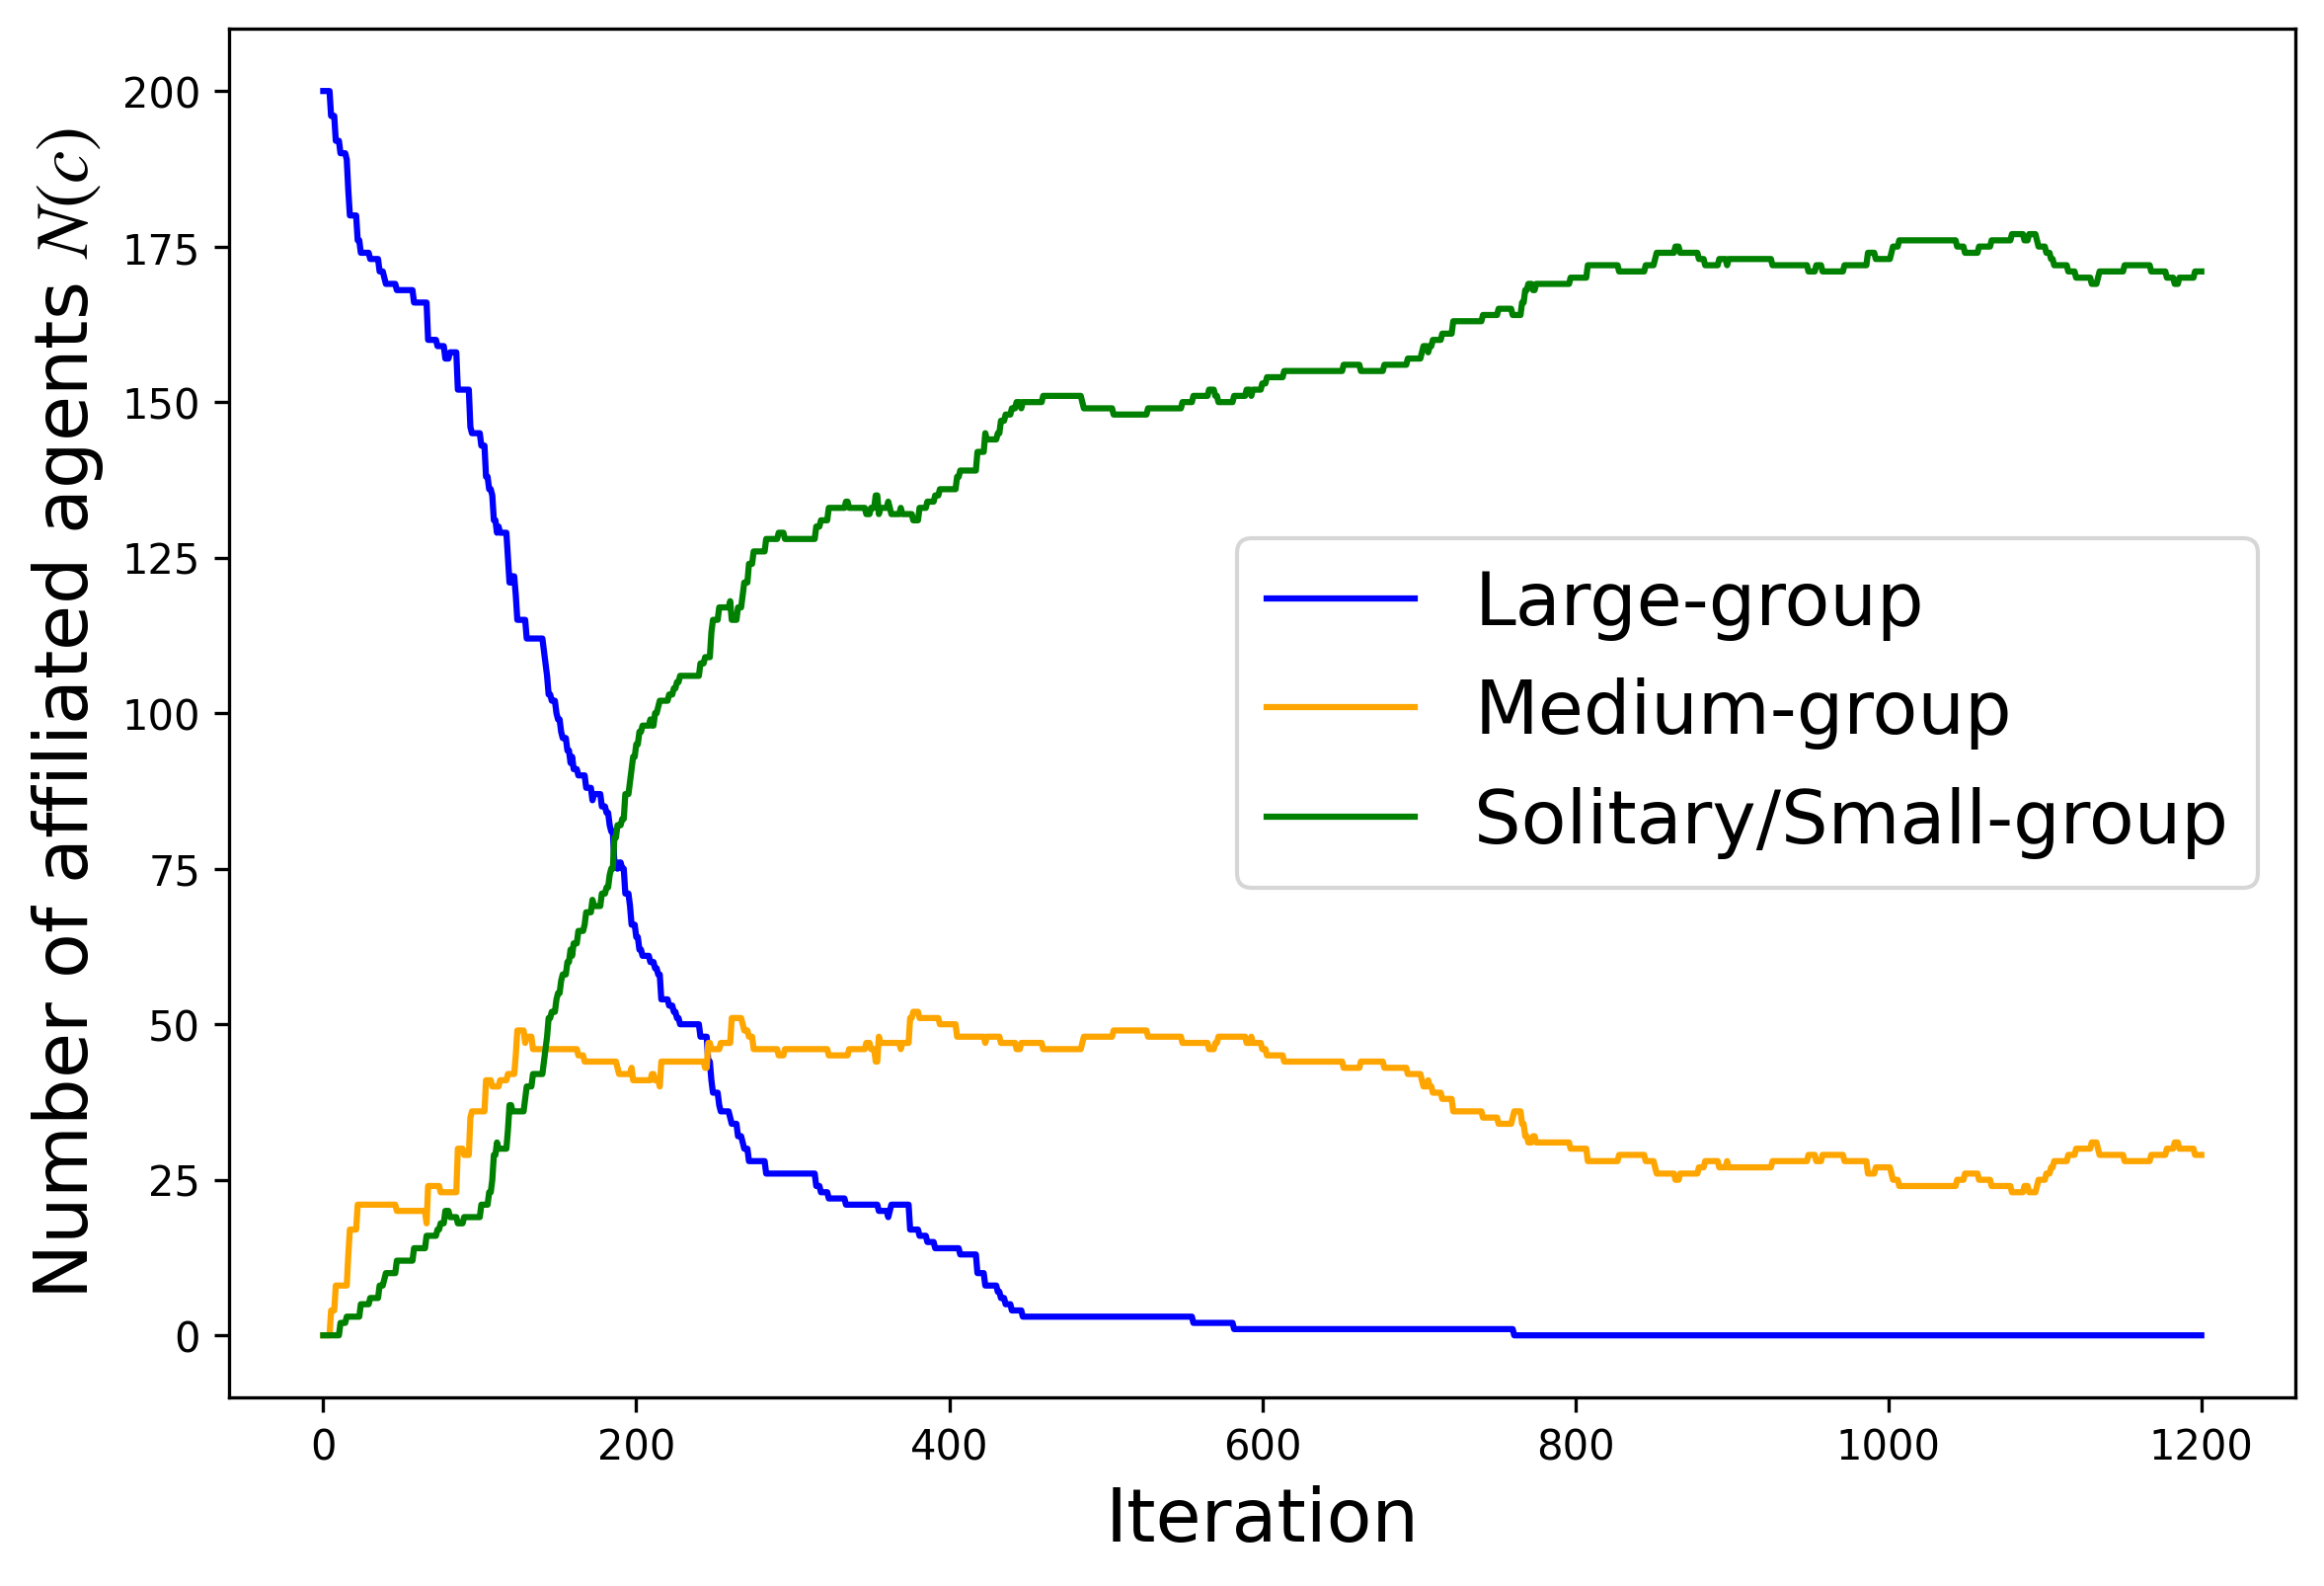 Number of affiliated agents N(c)
200
175
150
125
100
75
50
25
0
Large-group
Medium-group
Solitary/Small-group
0 200 400 600 800 1000 1200
Iteration